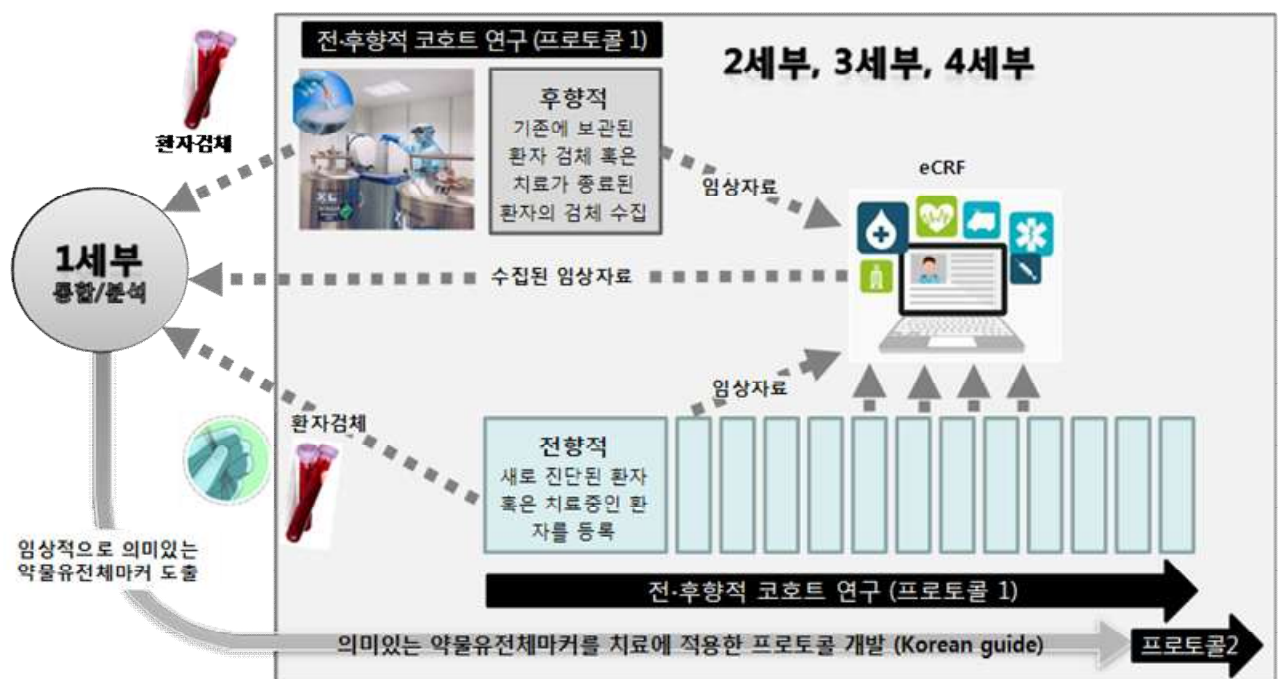 전·후향적 코호트 연구 (프로토콜 1)
2세부, 3세부, 4세부
환자검체
후향적
기존에 보관된
환자 검체 혹은
치료가 종료된
환자의 검체 수집
임상자료
eCRF
1세부
통합/분석
수집된 임상자료
임상자료
환자검체
전향적
새로 진단된 환자
혹은 치료중인 환
자를 등록
임상적으로 의미있는
약물유전체마커 도출
전·후향적 코호트 연구 (프로토콜 1)
의미있는 약물유전체마커를 치료에 적용한 프로토콜 개발 (Korean guide)
프로토콜2